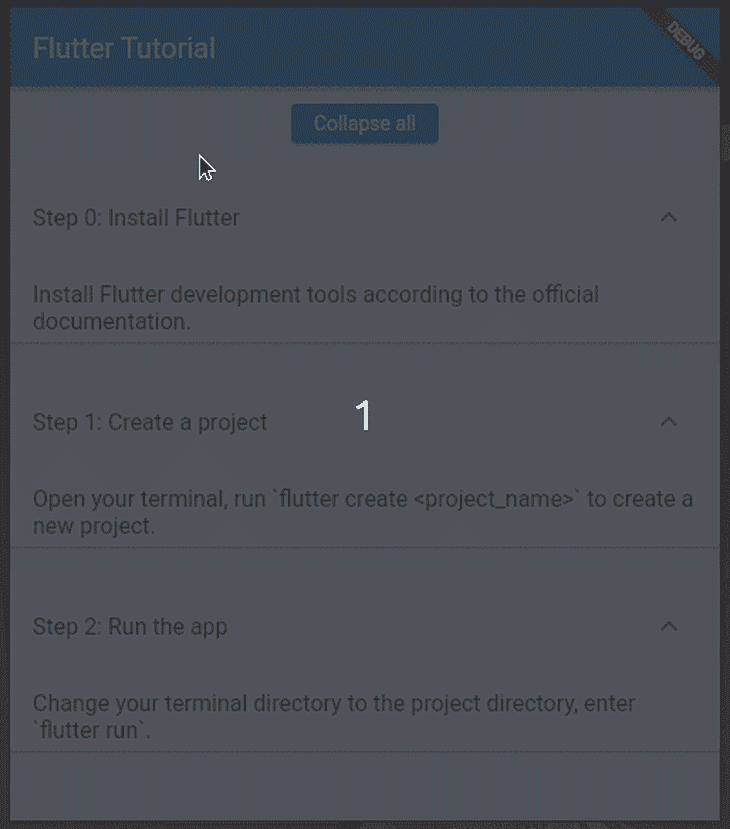 Flutter Tutorial
DEBUG
Collapse all
Step 0: Install Flutter
Install Flutter development tools according to the official
documentation.
Step 1: Create a project
1
Open your terminal, run `flutter create <project_name>` to create a
new project.
Step 2: Run the app
Change your terminal directory to the project directory, enter
`flutter run`.